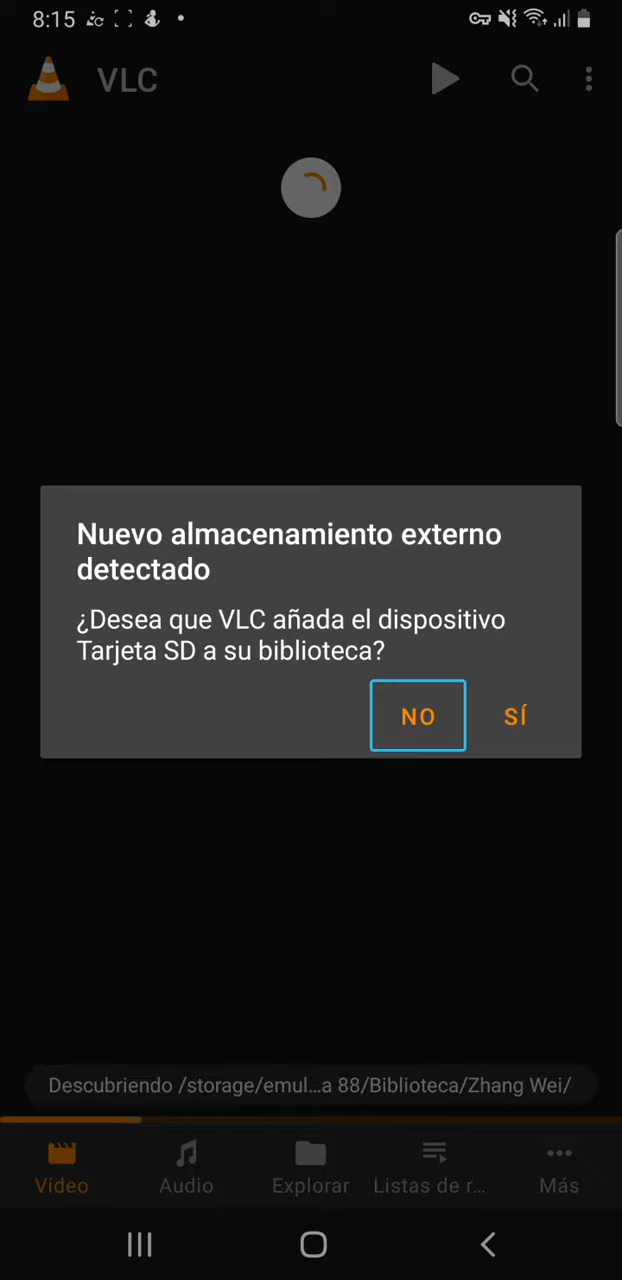 8:15
VLC
Nuevo almacenamiento externo
detectado
¿Desea que VLC añada el dispositivo
Tarjeta SD a su biblioteca?
NO SÍ
Descubriendo /storage/emul...a 88/Biblioteca/Zhang Wei/
Vídeo Audio Explorar Listas de r... Más